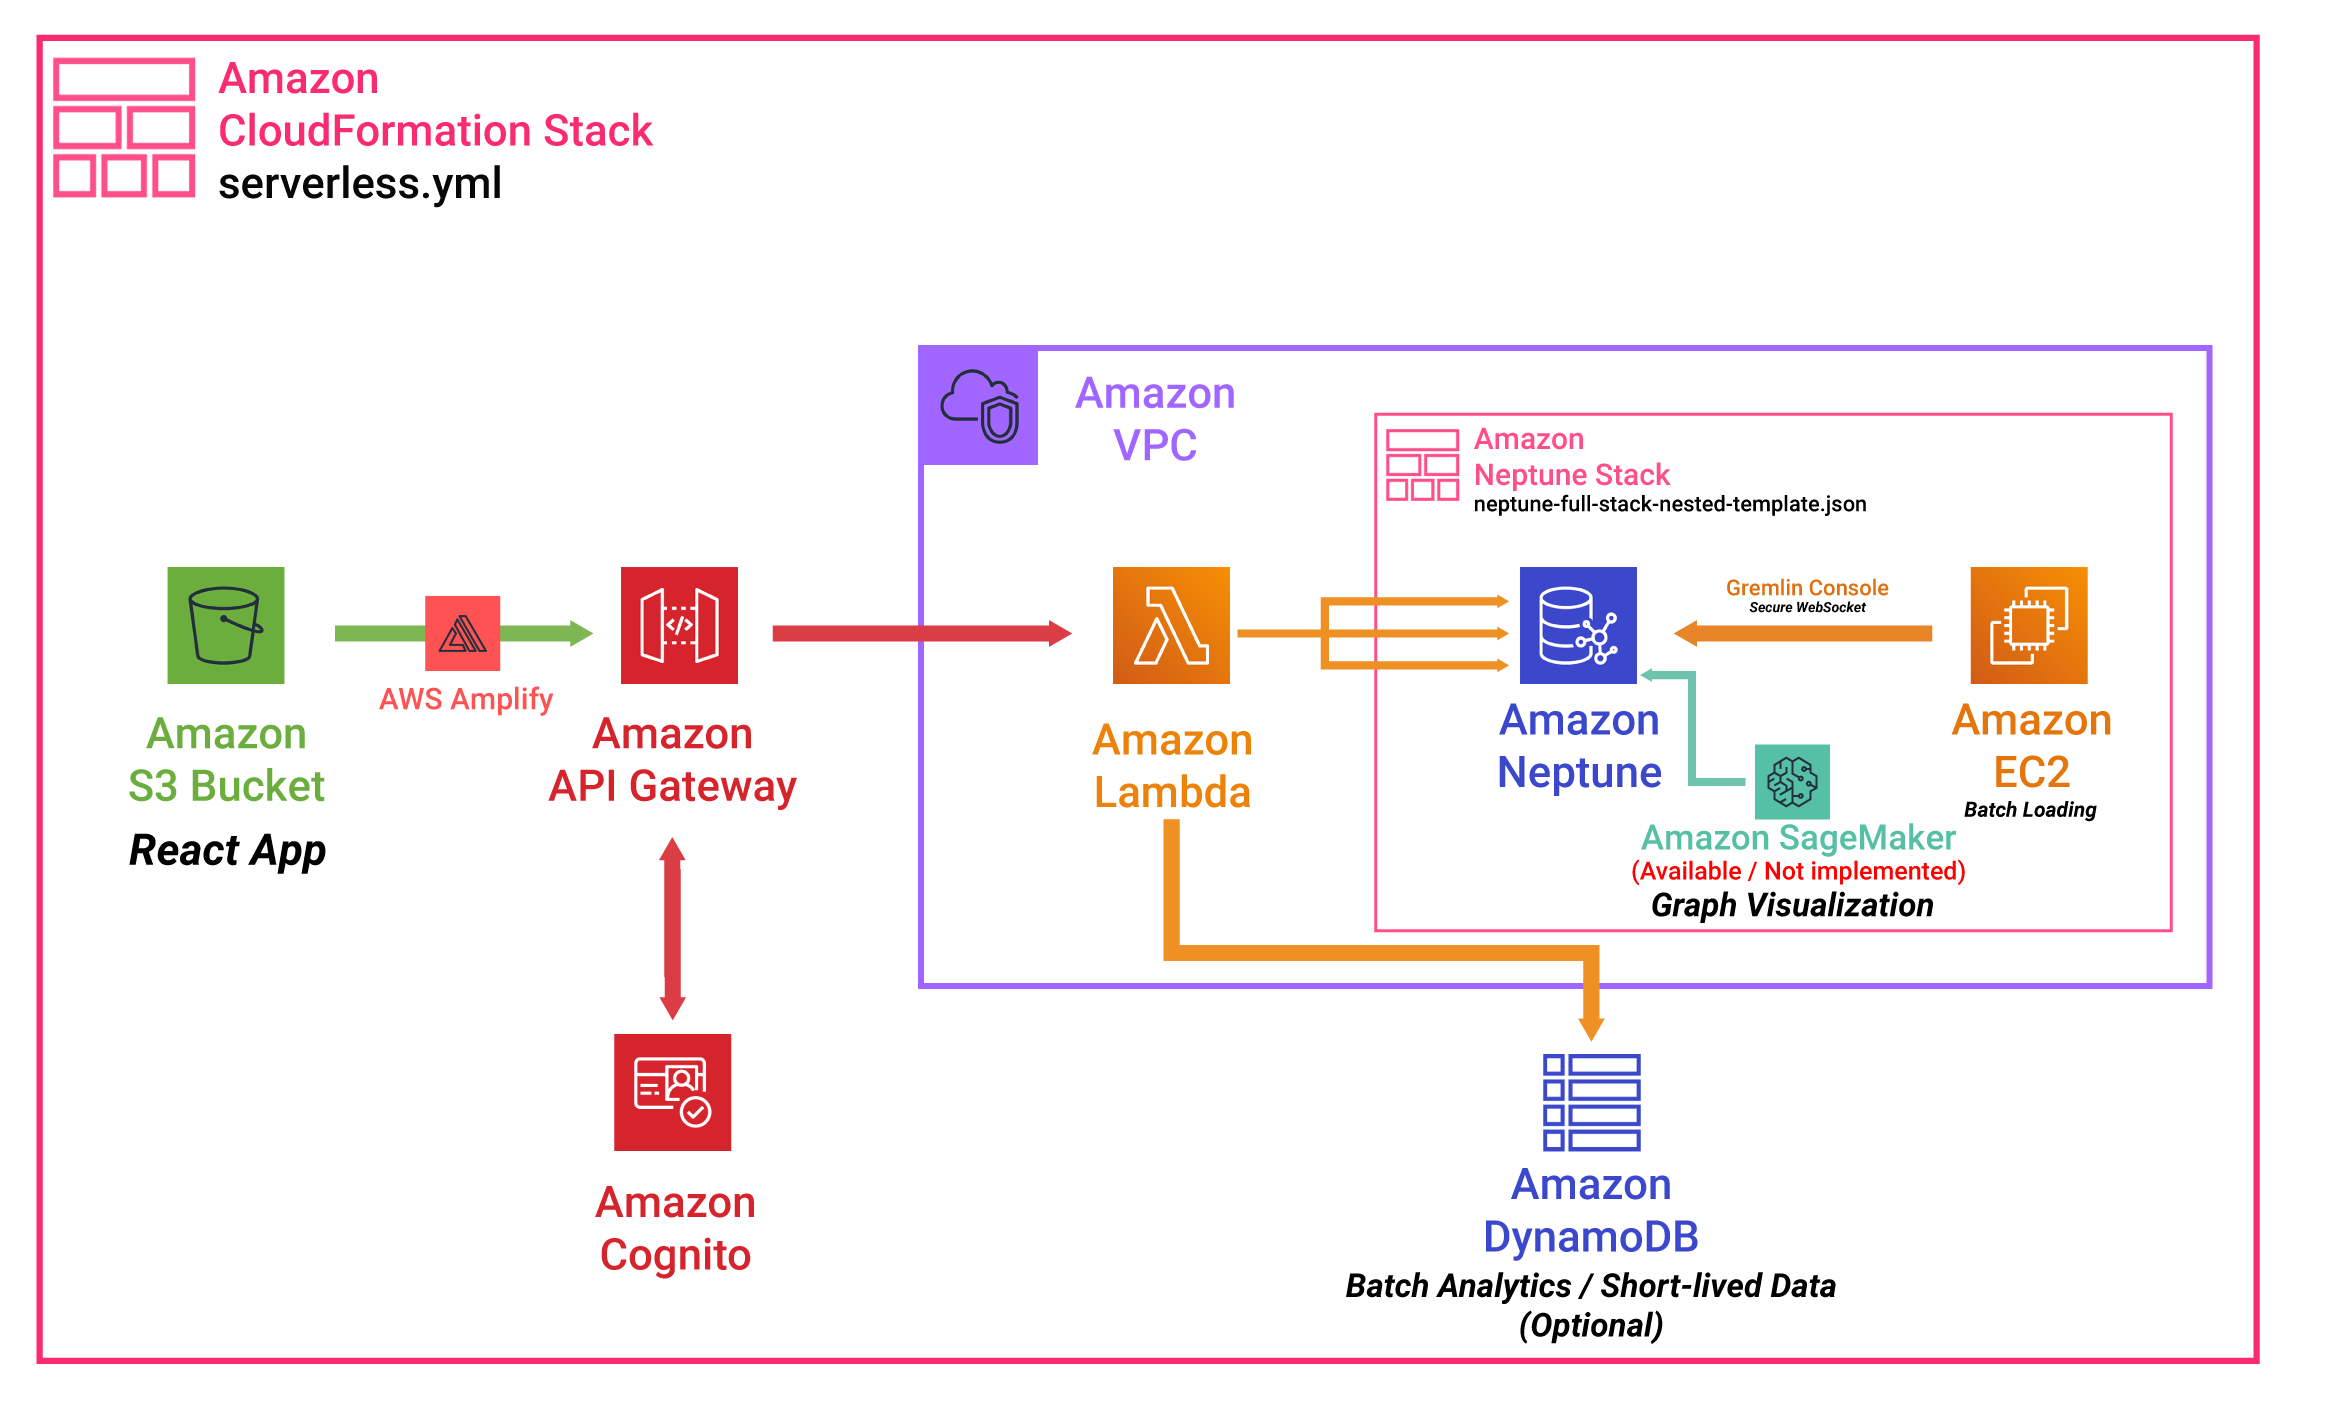 Amazon
CloudFormation Stack
serverless.yml
Amazon
VPC
Amazon
Neptune Stack
neptune-full-stack-nested-template.json
Gremlin Console
Secure WebSocket
AWS Amplify
Amazon
S3 Bucket
React App
Amazon
API Gateway
Amazon
Lambda
Amazon
Neptune
Amazon
EC2
Batch Loading
Amazon SageMaker
(Available / Not implemented)
Graph Visualization
Amazon
Cognito
Amazon
DynamoDB
Batch Analytics / Short-lived Data
(Optional)